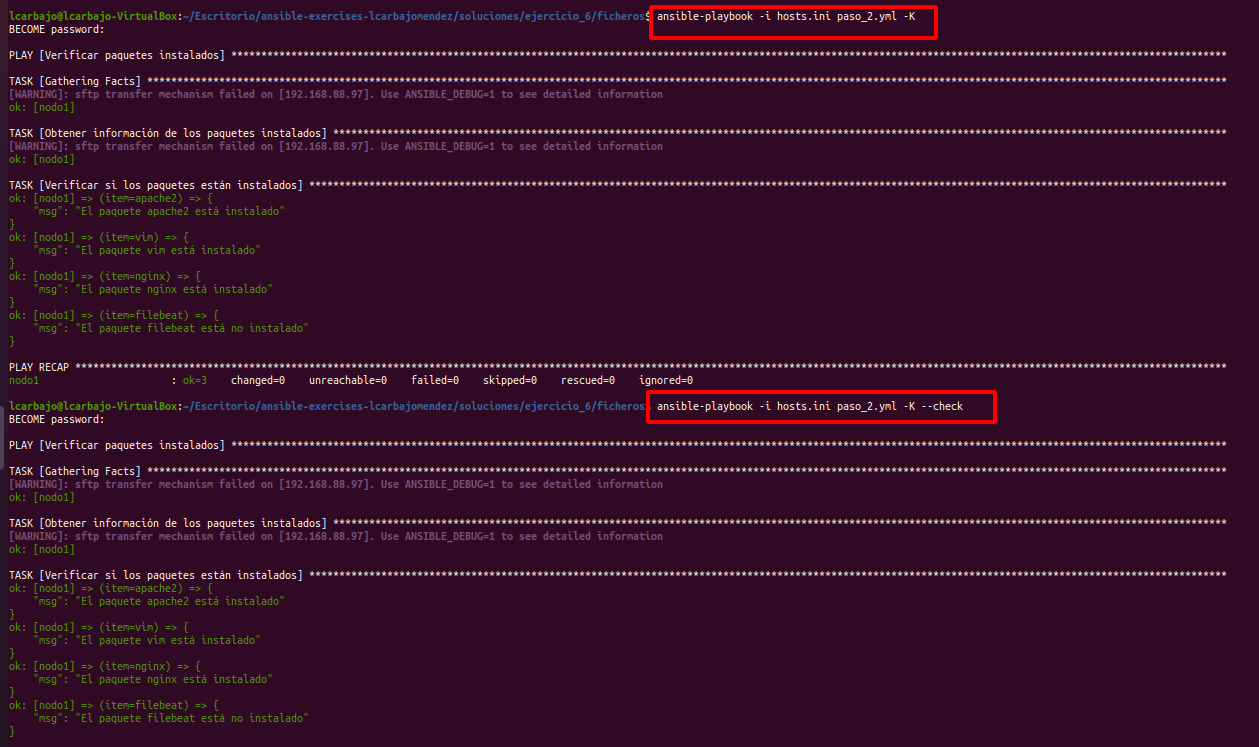 lcarbajo@lcarbajo-VirtualBox:~/Escritorio/ansible-exercises-lcarbajomendez/soluciones/ejercicio_6/ficheros$ ansible-playbook -i hosts.ini paso_2.yml -K
BECOME password:
PLAY [Verificar paquetes instalados] ****************************************************************************************************************************************************************
TASK [Gathering Facts] ****************************************************************************************************************************************************************
[WARNING]: sftp transfer mechanism failed on [192.168.88.97]. Use ANSIBLE_DEBUG=1 to see detailed information
ok: [nodo1]
TASK [Obtener información de los paquetes instalados] ****************************************************************************************************************************************************
[WARNING]: sftp transfer mechanism failed on [192.168.88.97]. Use ANSIBLE_DEBUG=1 to see detailed information
ok: [nodo1]
TASK [Verificar si los paquetes están instalados] ********************************************************************************************************************************************************
ok: [nodo1] => (item=apache2) => {
    "msg": "El paquete apache2 está instalado"
}
ok: [nodo1] => (item=vim) => {
    "msg": "El paquete vim está instalado"
}
ok: [nodo1] => (item=nginx) => {
    "msg": "El paquete nginx está instalado"
}
ok: [nodo1] => (item=filebeat) => {
    "msg": "El paquete filebeat está no instalado"
}
PLAY RECAP ****************************************************************************************************************************************************************
nodo1                      : ok=3    changed=0    unreachable=0    failed=0    skipped=0    rescued=0    ignored=0
lcarbajo@lcarbajo-VirtualBox:~/Escritorio/ansible-exercises-lcarbajomendez/soluciones/ejercicio_6/ficheros$ ansible-playbook -i hosts.ini paso_2.yml -K --check
BECOME password:
PLAY [Verificar paquetes instalados] ****************************************************************************************************************************************************************
TASK [Gathering Facts] ****************************************************************************************************************************************************************
[WARNING]: sftp transfer mechanism failed on [192.168.88.97]. Use ANSIBLE_DEBUG=1 to see detailed information
ok: [nodo1]
TASK [Obtener información de los paquetes instalados] ****************************************************************************************************************************************************
[WARNING]: sftp transfer mechanism failed on [192.168.88.97]. Use ANSIBLE_DEBUG=1 to see detailed information
ok: [nodo1]
TASK [Verificar si los paquetes están instalados] ********************************************************************************************************************************************************
ok: [nodo1] => (item=apache2) => {
    "msg": "El paquete apache2 está instalado"
}
ok: [nodo1] => (item=vim) => {
    "msg": "El paquete vim está instalado"
}
ok: [nodo1] => (item=nginx) => {
    "msg": "El paquete nginx está instalado"
}
ok: [nodo1] => (item=filebeat) => {
    "msg": "El paquete filebeat está no instalado"
}